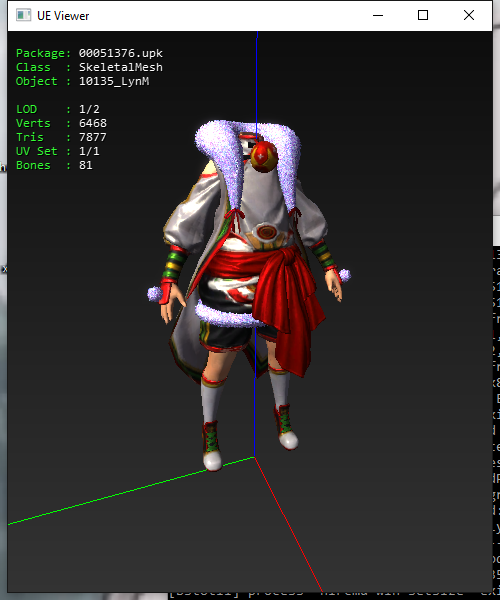 UE Viewer
Package: 00051376.upk
Class  : SkeletalMesh
Object : 10135_LynM
LOD    : 1/2
Verts  : 6468
Tris   : 7877
UV Set : 1/1
Bones  : 81